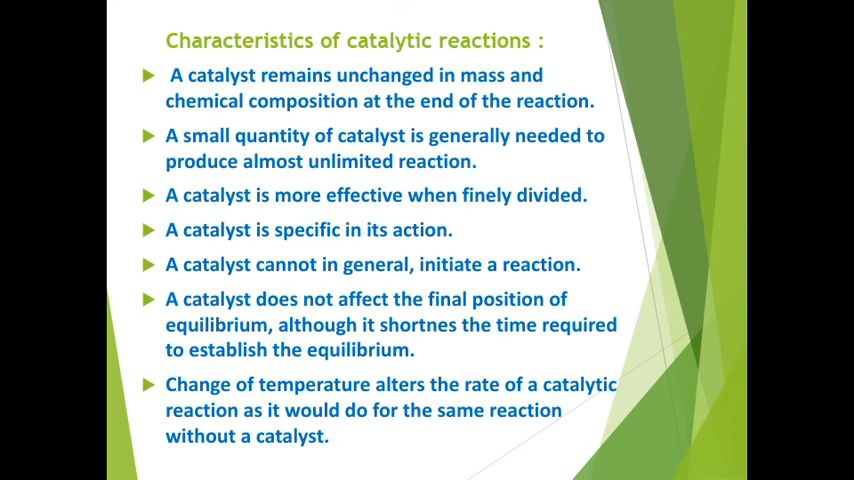 Characteristics of catalytic reactions :
A catalyst remains unchanged in mass and
chemical composition at the end of the reaction.
A small quantity of catalyst is generally needed to
produce almost unlimited reaction.
A catalyst is more effective when finely divided.
A catalyst is specific in its action.
A catalyst cannot in general, initiate a reaction.
A catalyst does not affect the final position of
equilibrium, although it shortnes the time required
to establish the equilibrium.
Change of temperature alters the rate of a catalytic
reaction as it would do for the same reaction
without a catalyst.